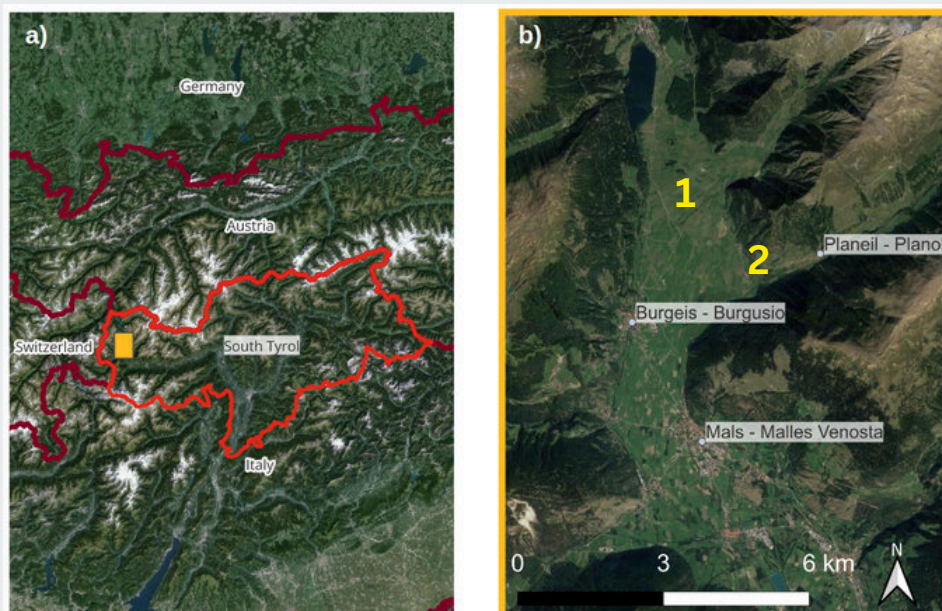 a)
Germany
Austria
Switzerland
South Tyrol
Italy
b)
1
2
Planeil - Plano
Burgeis - Burgusio
Mals - Malles Venosta
0 3 6 km
N